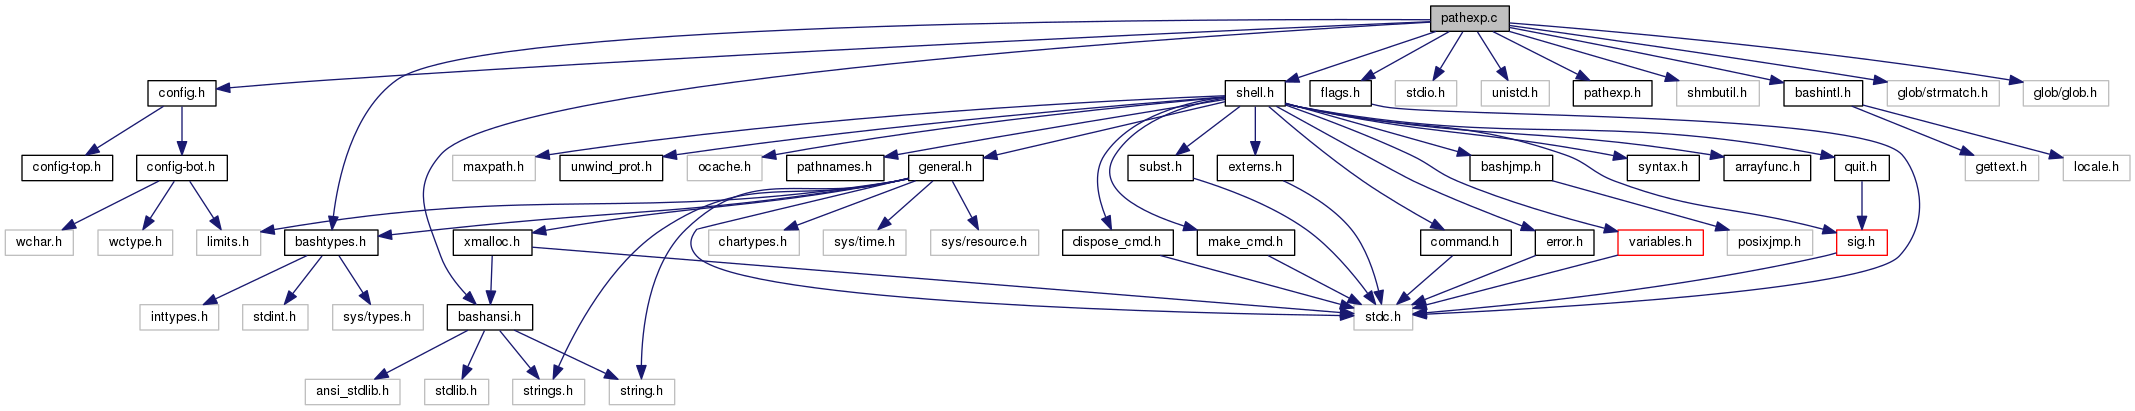 pathexp.c
config.h
shell.h
flags.h
stdio.h
unistd.h
pathexp.h
shmbutil.h
bashintl.h
glob/strmatch.h
glob/glob.h
config-top.h
config-bot.h
maxpath.h
unwind_prot.h
ocache.h
pathnames.h
general.h
subst.h
externs.h
bashjmp.h
syntax.h
arrayfunc.h
quit.h
gettext.h
locale.h
wchar.h
wctype.h
limits.h
bashtypes.h
xmalloc.h
chartypes.h
sys/time.h
sys/resource.h
dispose_cmd.h
make_cmd.h
command.h
error.h
variables.h
posixjmp.h
sig.h
inttypes.h
stdint.h
sys/types.h
bashansi.h
stdc.h
ansi_stdlib.h
stdlib.h
strings.h
string.h